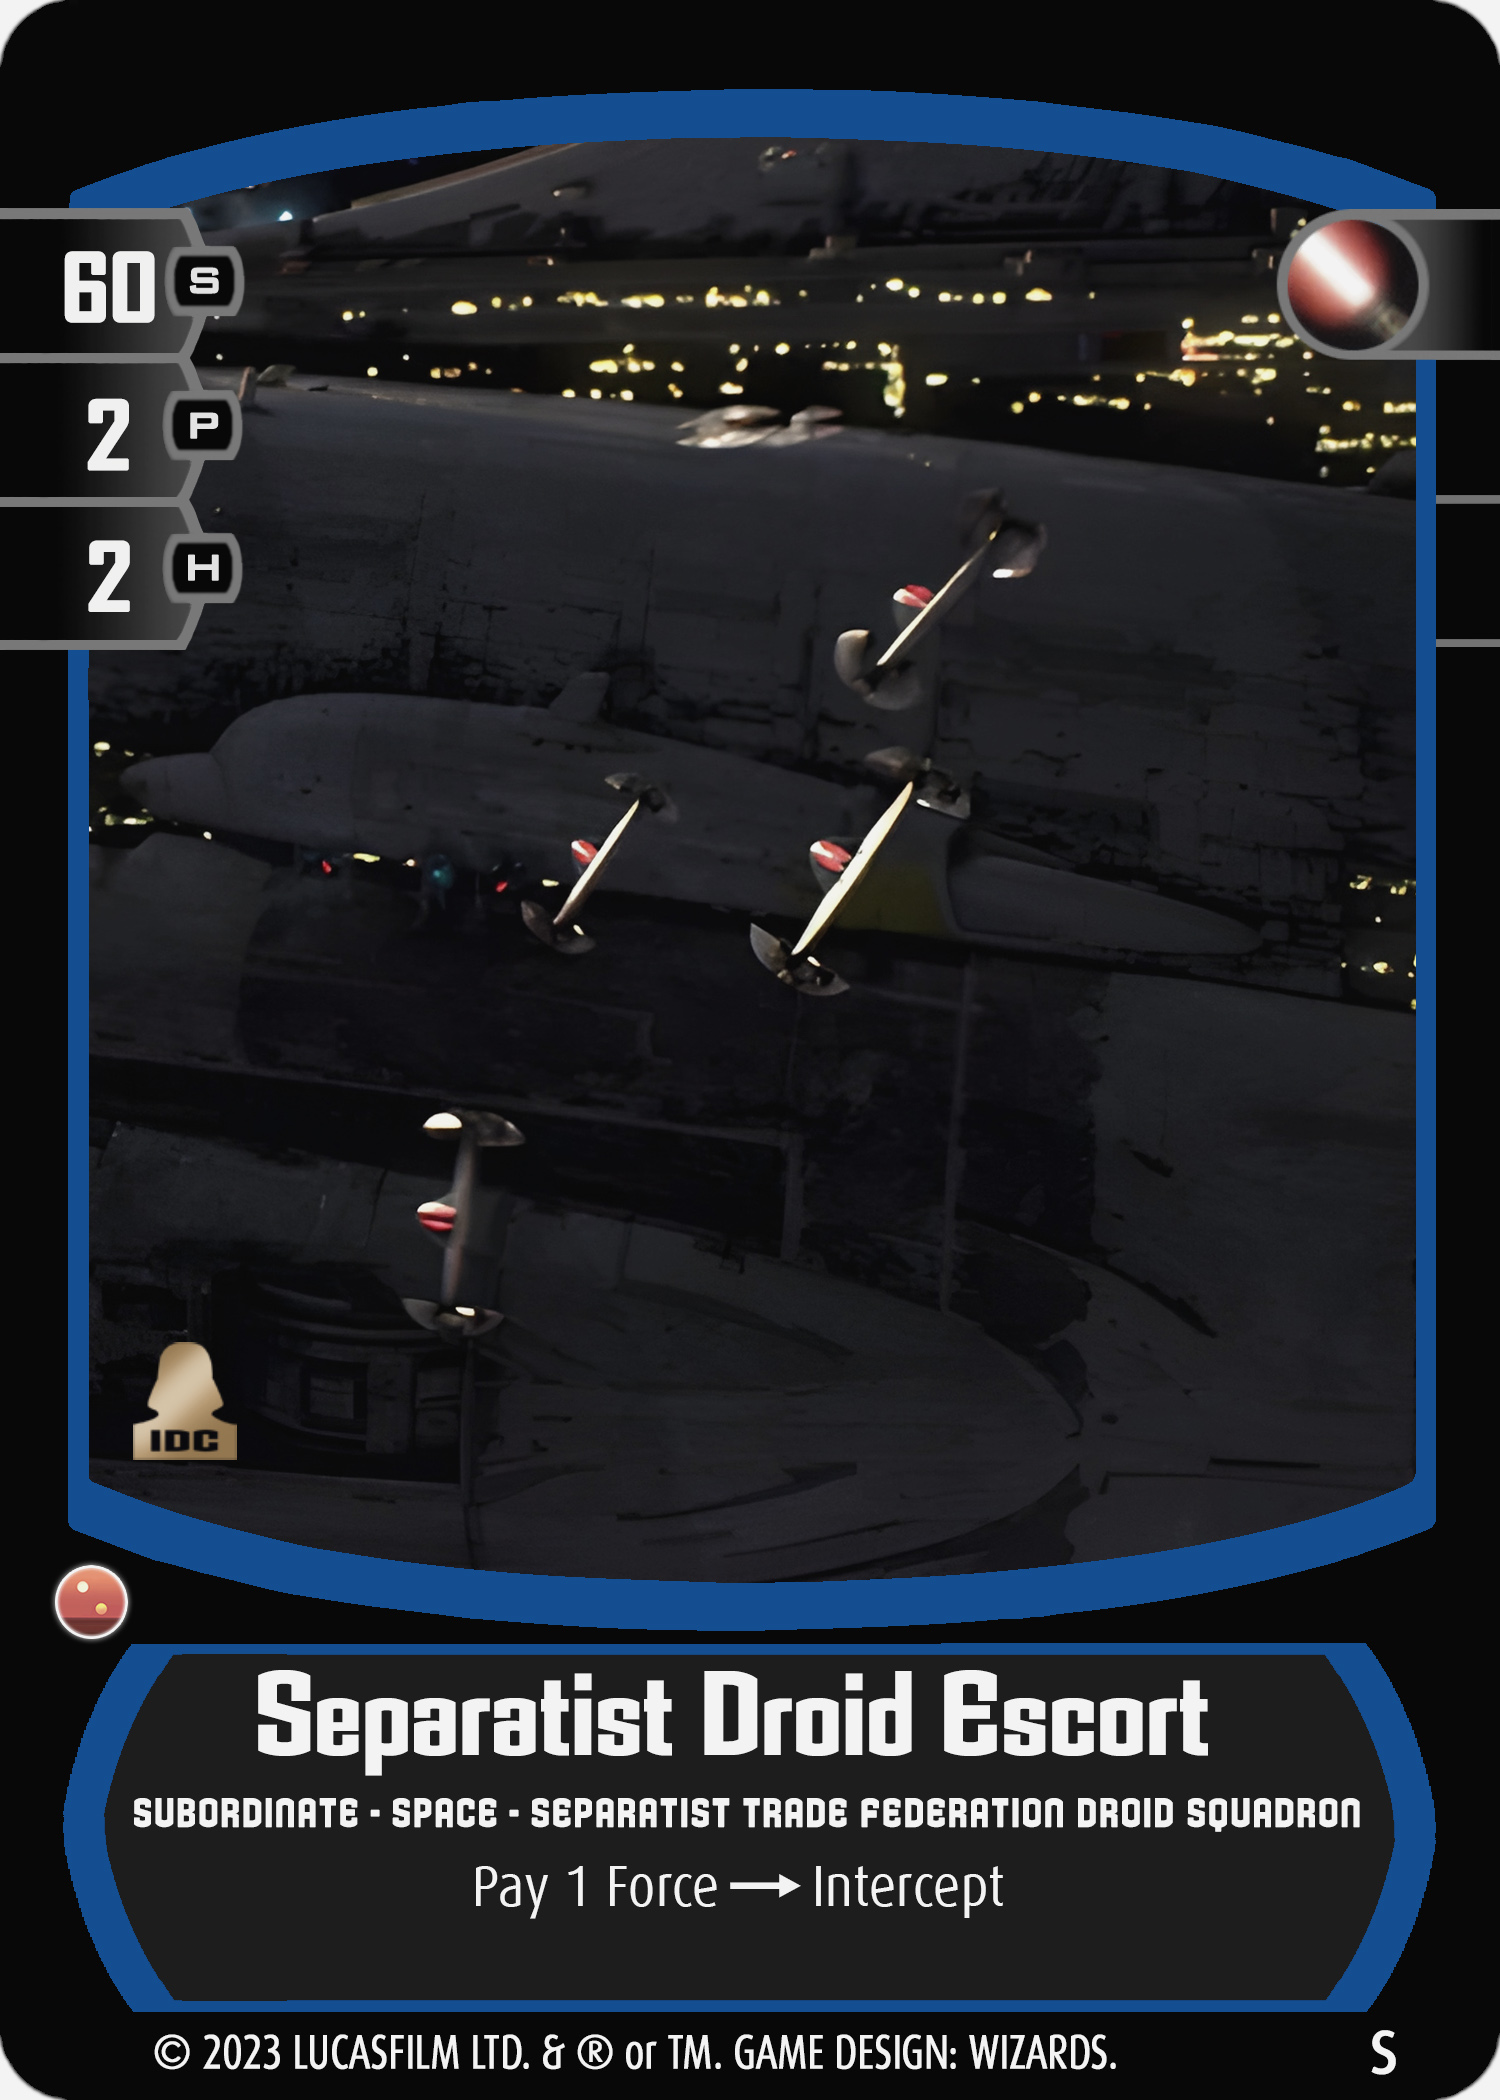 60 S
2 P
2 H
IDC
Separatist Droid Escort
SUBORDINATE - SPACE - SEPARATIST TRADE FEDERATION DROID SQUADRON
Pay 1 Force → Intercept
© 2023 LUCASFILM LTD. & ® or TM. GAME DESIGN: WIZARDS.
S